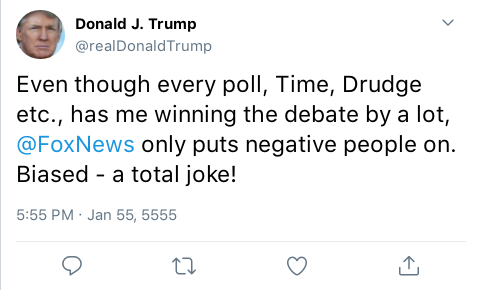 Donald J. Trump
@realDonaldTrump
Even though every poll, Time, Drudge
etc., has me winning the debate by a lot,
@FoxNews only puts negative people on.
Biased - a total joke!
5:55 PM · Jan 55, 5555